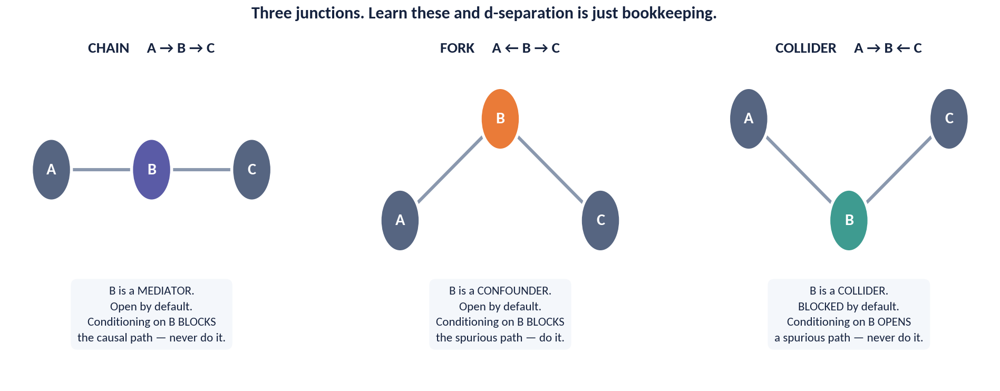 Three junctions. Learn these and d-separation is just bookkeeping.
CHAIN A → B → C
A
B
C
B is a MEDIATOR.
Open by default.
Conditioning on B BLOCKS
the causal path — never do it.
FORK A ← B → C
B
A
C
B is a CONFOUNDER.
Open by default.
Conditioning on B BLOCKS
the spurious path — do it.
COLLIDER A → B ← C
A
C
B
B is a COLLIDER.
BLOCKED by default.
Conditioning on B OPENS
a spurious path — never do it.